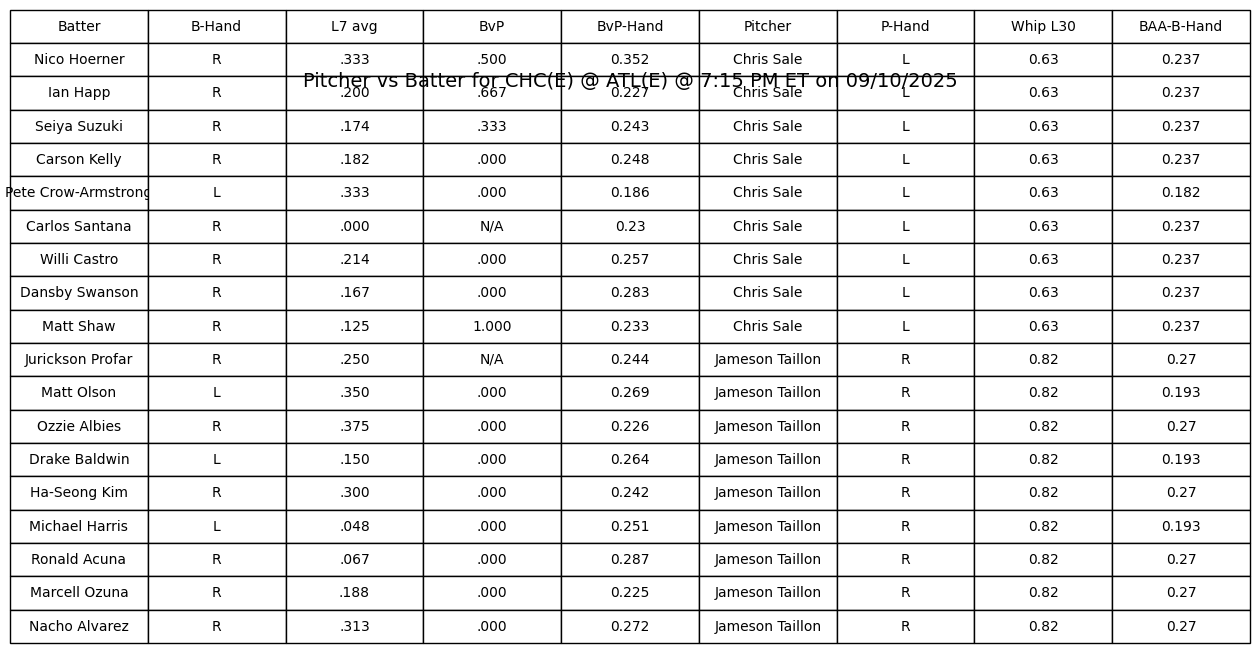 Batter B-Hand L7 avg BvP BvP-Hand Pitcher P-Hand Whip L30 BAA-B-Hand
Nico Hoerner R .333 .500 0.352 Chris Sale L 0.63 0.237
Pitcher vs Batter for CHC(E) @ ATL(E) @ 7:15 PM ET on 09/10/2025
Ian Happ R .200 .667 0.227 Chris Sale L 0.63 0.237
Seiya Suzuki R .174 .333 0.243 Chris Sale L 0.63 0.237
Carson Kelly R .182 .000 0.248 Chris Sale L 0.63 0.237
Pete Crow-Armstrong L .333 .000 0.186 Chris Sale L 0.63 0.182
Carlos Santana R .000 N/A 0.23 Chris Sale L 0.63 0.237
Willi Castro R .214 .000 0.257 Chris Sale L 0.63 0.237
Dansby Swanson R .167 .000 0.283 Chris Sale L 0.63 0.237
Matt Shaw R .125 1.000 0.233 Chris Sale L 0.63 0.237
Jurickson Profar R .250 N/A 0.244 Jameson Taillon R 0.82 0.27
Matt Olson L .350 .000 0.269 Jameson Taillon R 0.82 0.193
Ozzie Albies R .375 .000 0.226 Jameson Taillon R 0.82 0.27
Drake Baldwin L .150 .000 0.264 Jameson Taillon R 0.82 0.193
Ha-Seong Kim R .300 .000 0.242 Jameson Taillon R 0.82 0.27
Michael Harris L .048 .000 0.251 Jameson Taillon R 0.82 0.193
Ronald Acuna R .067 .000 0.287 Jameson Taillon R 0.82 0.27
Marcell Ozuna R .188 .000 0.225 Jameson Taillon R 0.82 0.27
Nacho Alvarez R .313 .000 0.272 Jameson Taillon R 0.82 0.27